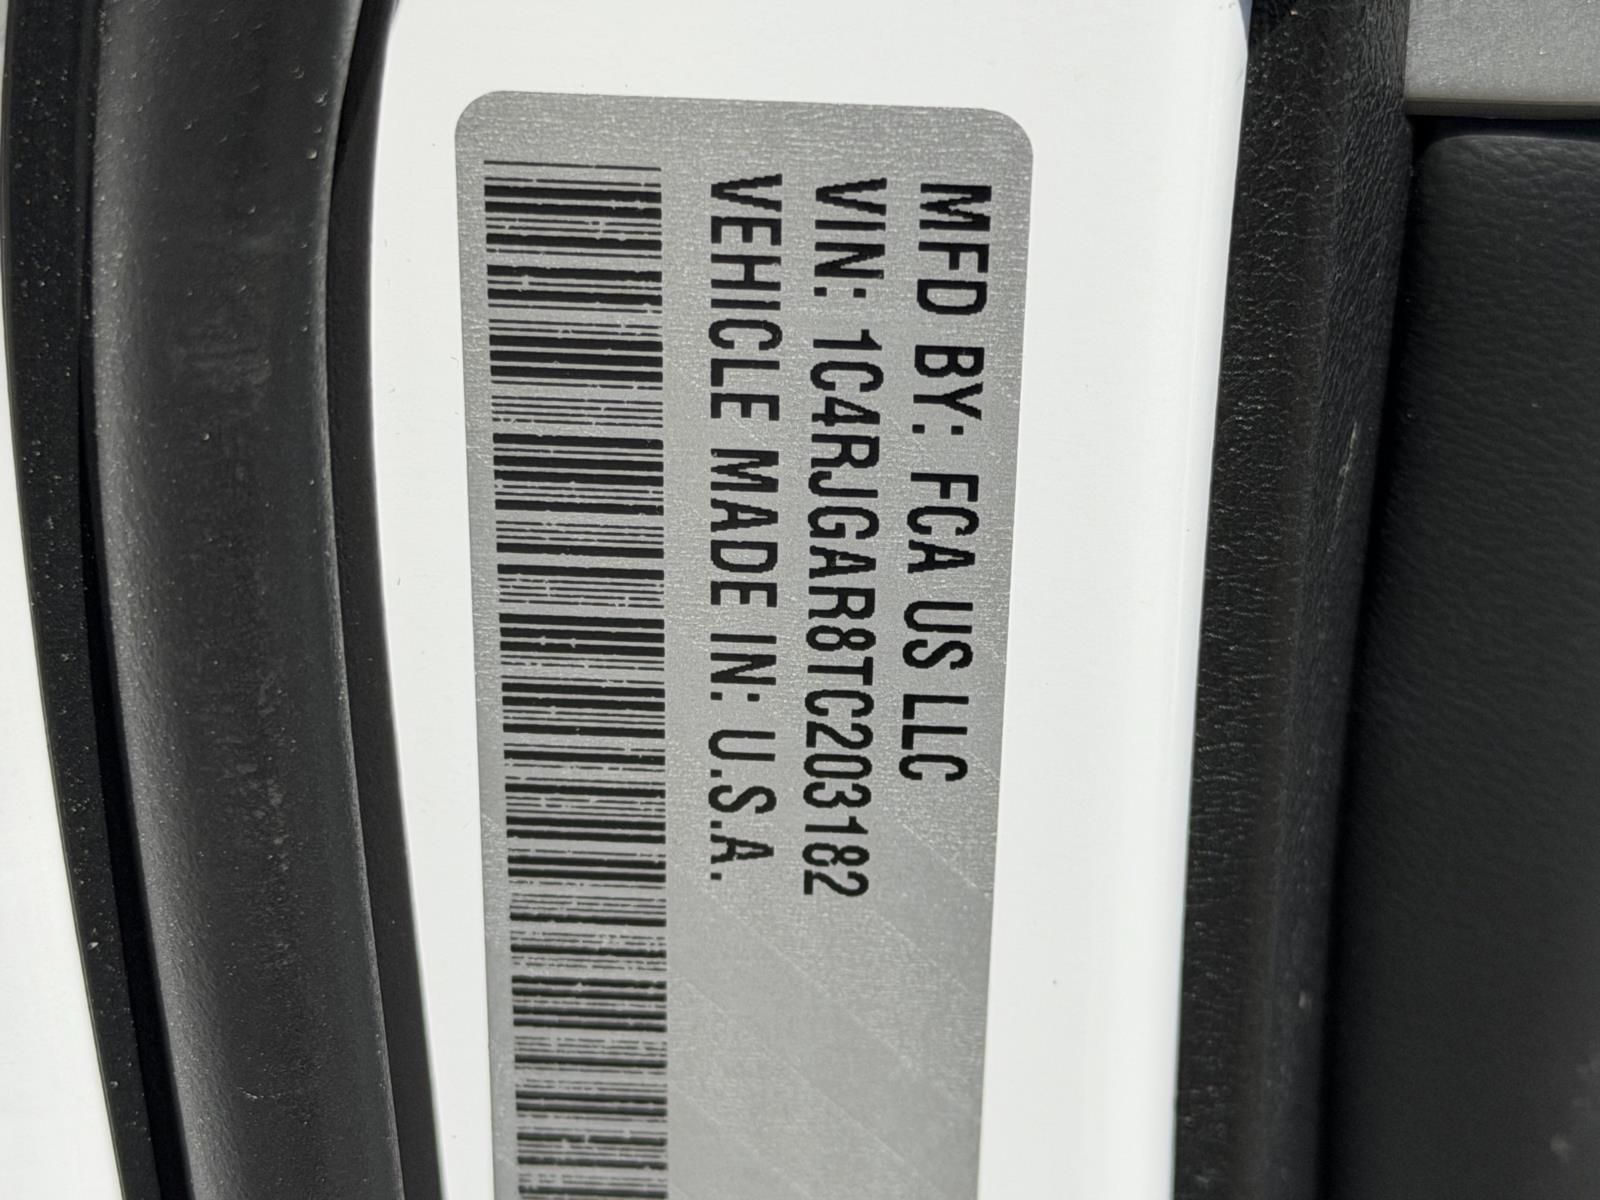 MFD BY: FCA US LLC
VIN: 1C4RJGAR8TC203182
VEHICLE MADE IN: U.S.A.